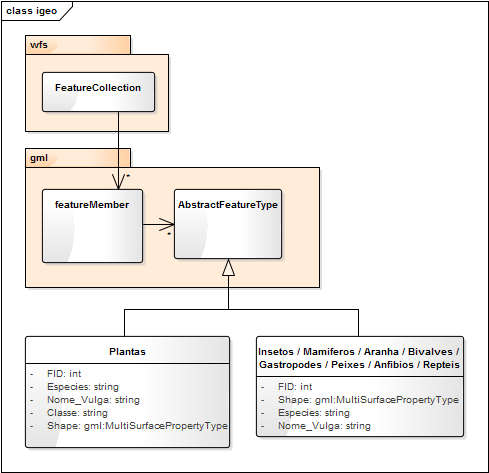 class igeo
wfs
FeatureCollection
*
gml
featureMember
AbstractFeatureType
*
Plantas
- FID: int
- Especies: string
- Nome_Vulga: string
- Classe: string
- Shape: gml:MultiSurfacePropertyType
Insetos / Mamiferos / Aranha / Bivalves /
Gastropodes / Peixes / Anfibios / Repteis
- FID: int
- Shape: gml:MultiSurfacePropertyType
- Especies: string
- Nome_Vulga: string